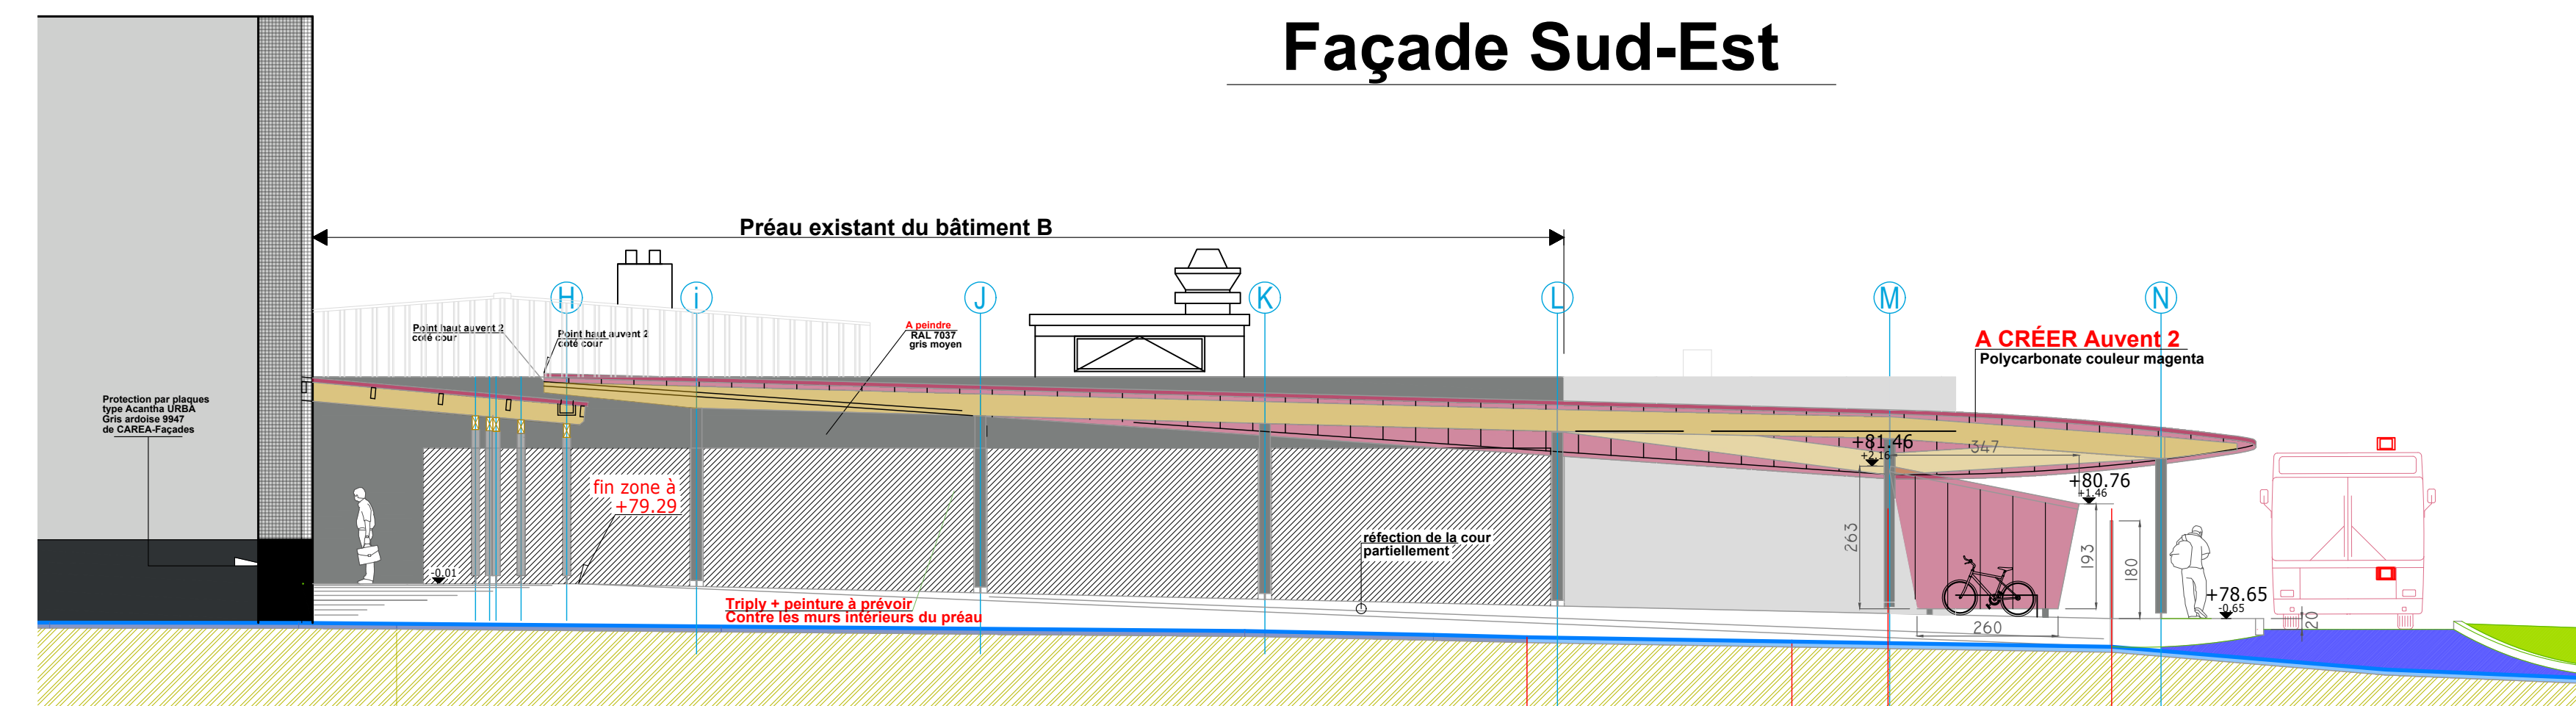 Façade Sud-Est
Préau existant du bâtiment B
H
i
J
K
L
M
N
Point haut auvent 2
coté cour
Point haut auvent 2
coté cour
A peindre
RAL 7037
gris moyen
A CRÉER Auvent 2
Polycarbonate couleur magenta
Protection par plaques
type Acantha URBA
Gris ardoise 9947
de CAREA-Façades
+81.46
+2.16
347
+80.76
+1.46
fin zone à
+79.29
263
193
180
réfection de la cour
partiellement
-0.01
+78.65
-0.65
20
Triply + peinture à prévoir
Contre les murs intérieurs du préau
260